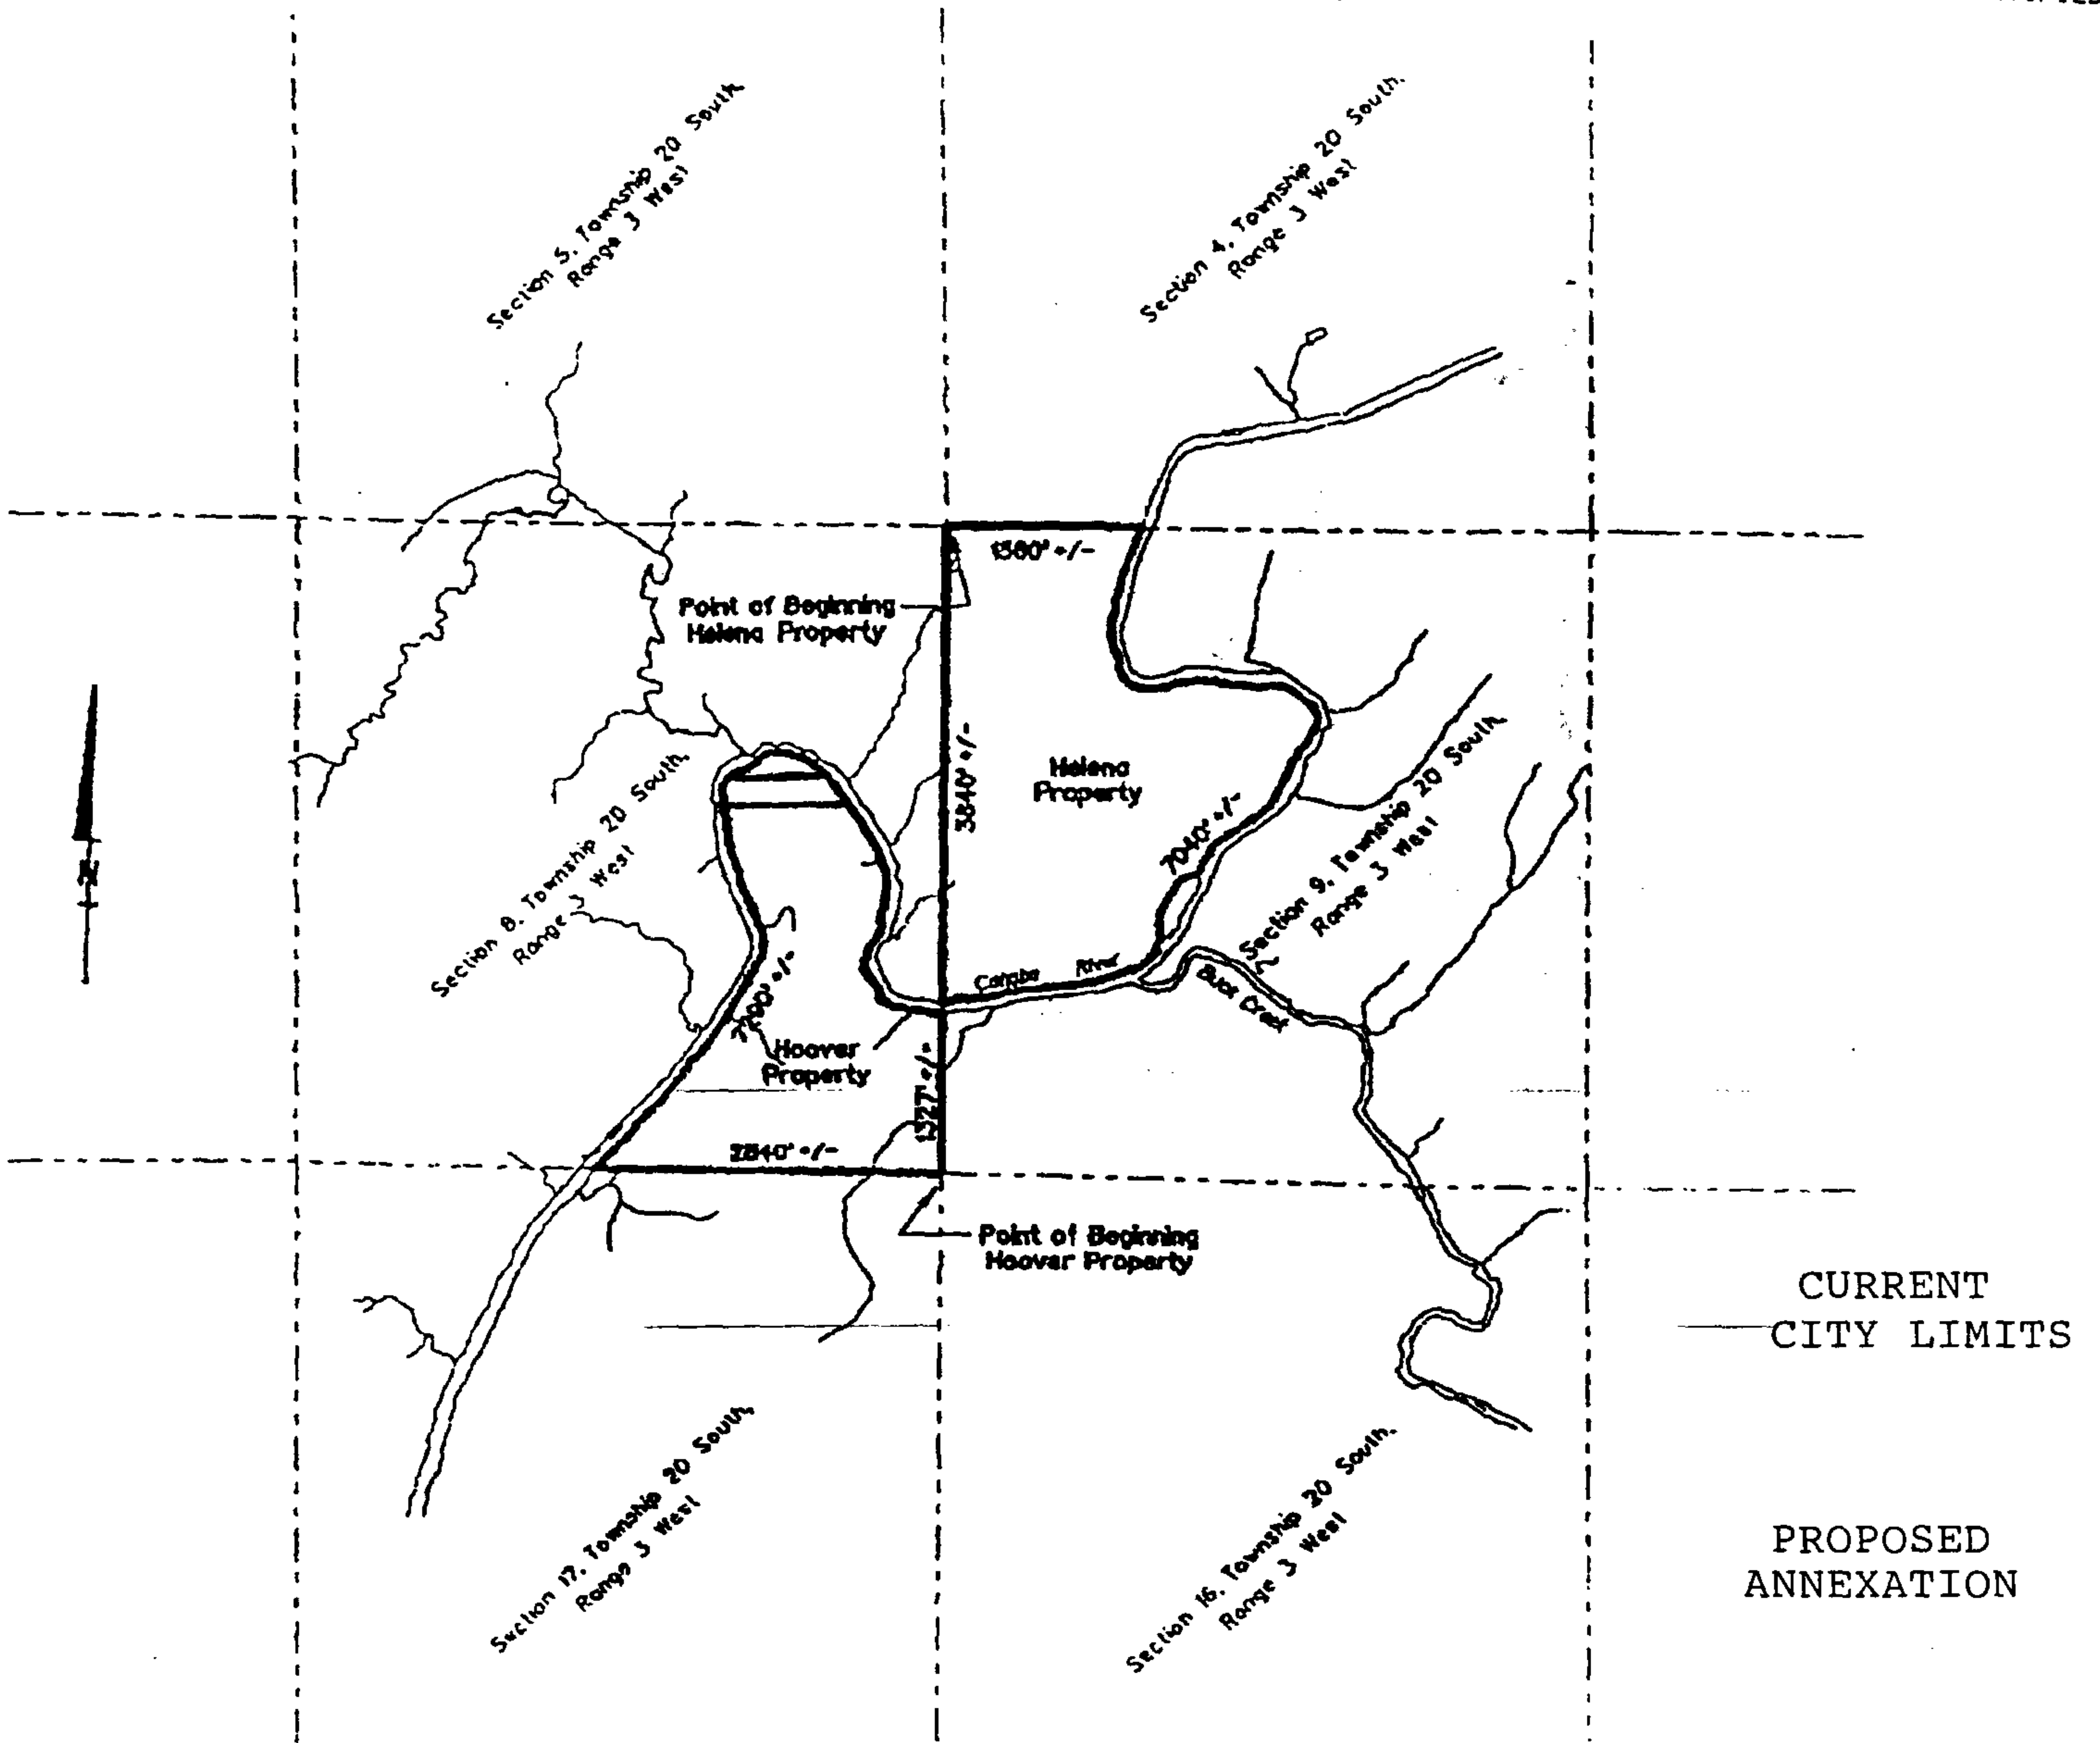 Section 5, Township 20 South,
Range 3 West
Section 4, Township 20 South,
Range 3 West
+/-
Point of Beginning
Helena Property
3840' +/-
Helena
Property
7040' +/-
N
Section 8, Township 20 South,
Range 3 West
Section 9, Township 20 South,
Range 3 West
Cahaba River
Buck Creek
+/-
Hoover
Property
1327' +/-
2840' +/-
Point of Beginning
Hoover Property
CURRENT
CITY LIMITS
Section 17, Township 20 South,
Range 3 West
Section 16, Township 20 South,
Range 3 West
PROPOSED
ANNEXATION